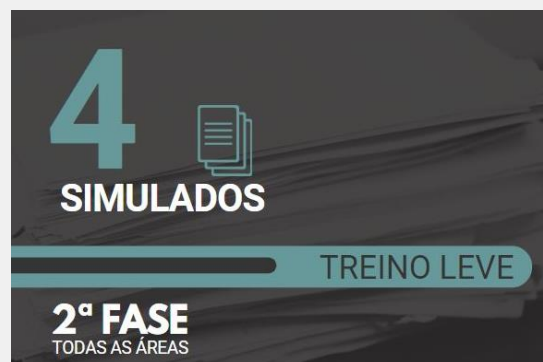 4
SIMULADOS
TREINO LEVE
2ª FASE
TODAS AS ÁREAS